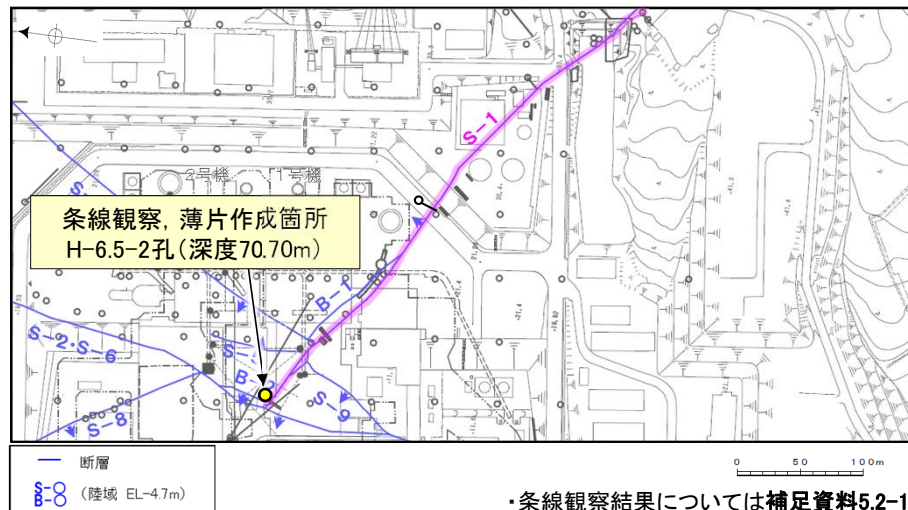 S-1
2号機
1号機
条線観察, 薄片作成箇所
H-6.5-2孔(深度70.70m)
B-1
S-2・S-6
S-8
S-9
断層
S-○
B-○
(陸域 EL-4.7m)
0 50 100m
・条線観察結果については補足資料5.2-1